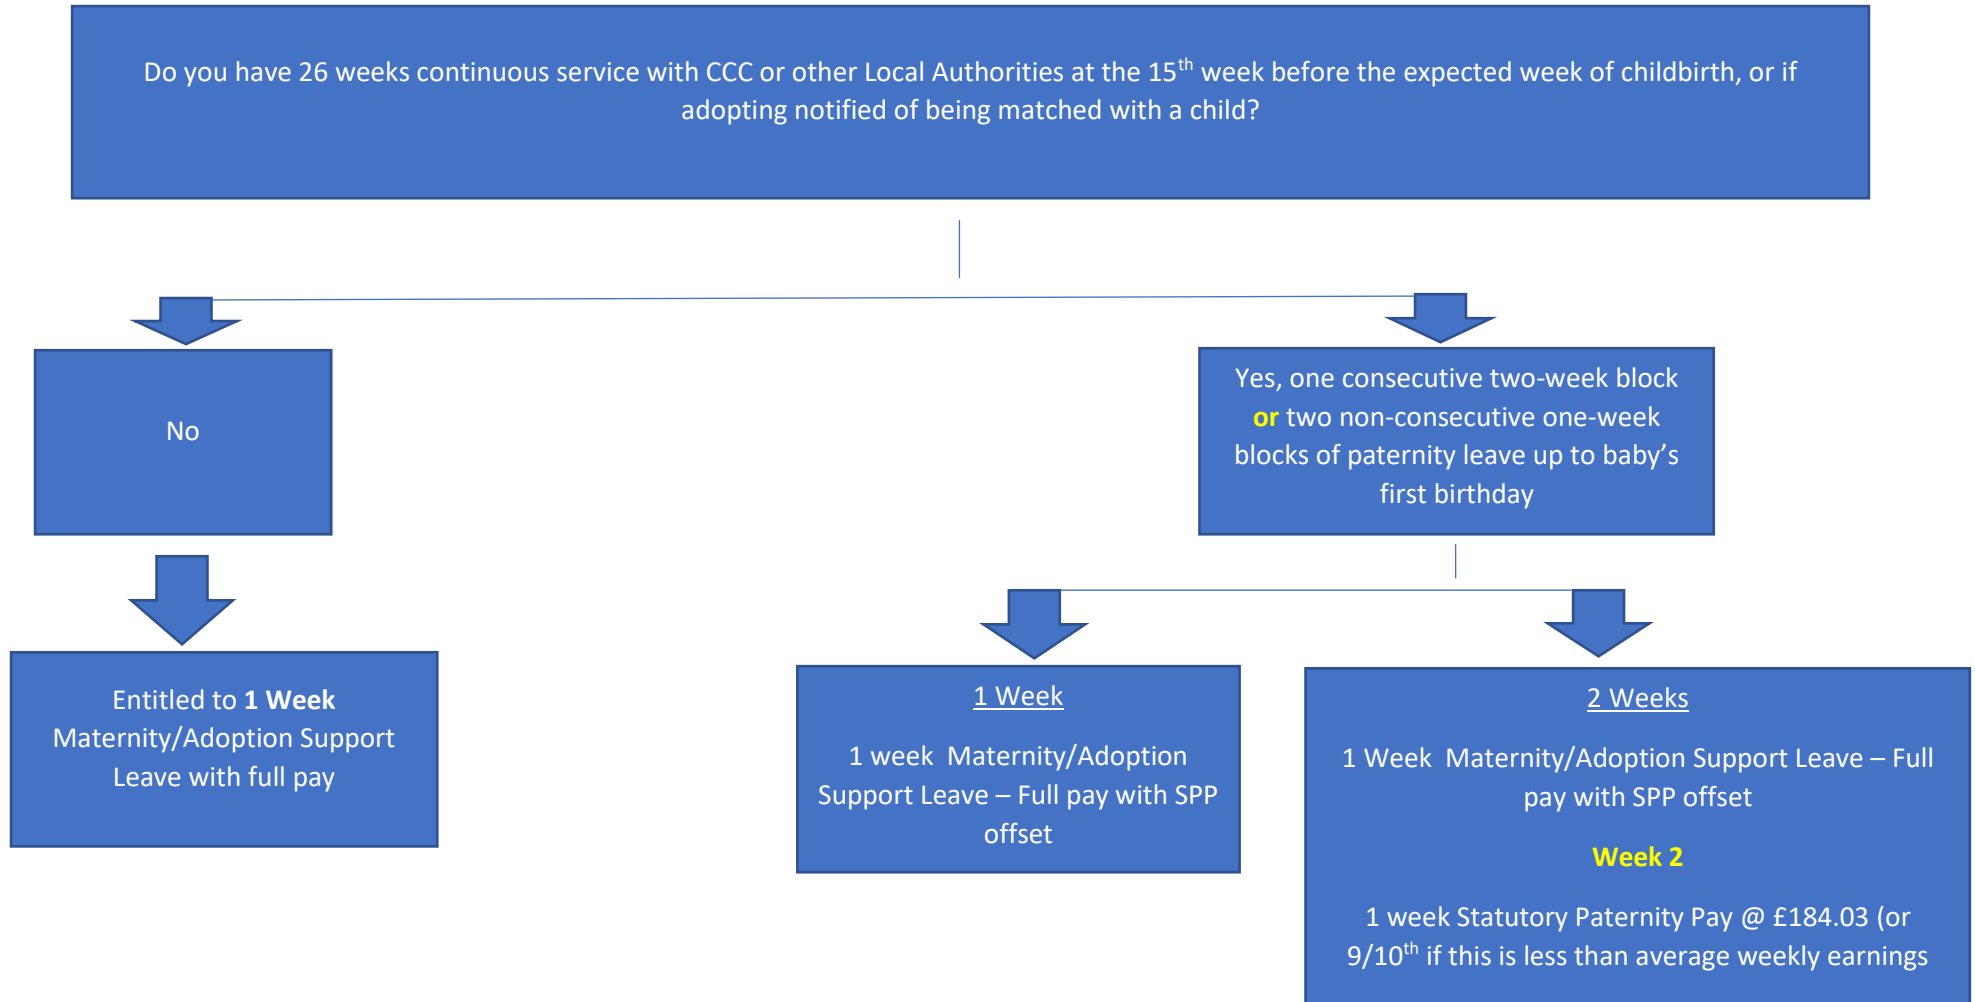 Do you have 26 weeks continuous service with CCC or other Local Authorities at the 15th week before the expected week of childbirth, or if
adopting notified of being matched with a child?
No
Yes, one consecutive two-week block
or two non-consecutive one-week
blocks of paternity leave up to baby’s
first birthday
Entitled to 1 Week
Maternity/Adoption Support
Leave with full pay
1 Week
1 week  Maternity/Adoption
Support Leave – Full pay with SPP
offset
2 Weeks
1 Week  Maternity/Adoption Support Leave – Full
pay with SPP offset
Week 2
1 week Statutory Paternity Pay @ £184.03 (or
9/10th if this is less than average weekly earnings